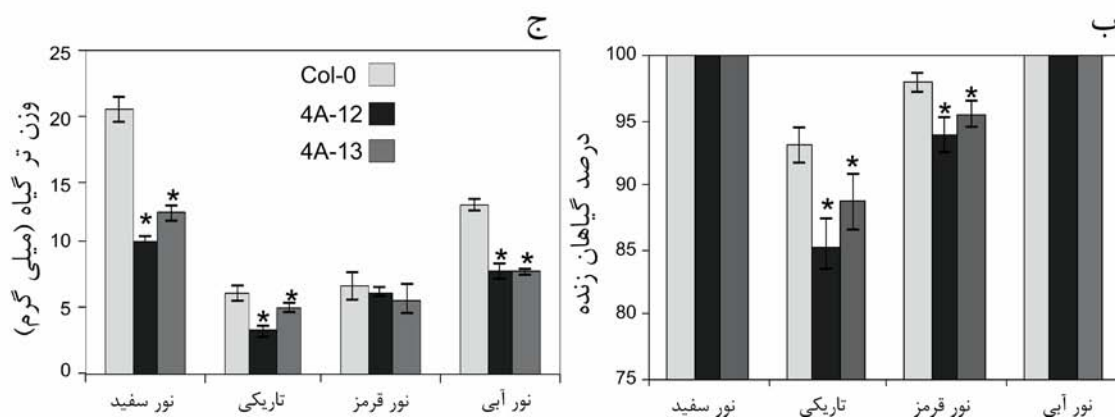 ب
درصد گیاهان زنده
100
95
90
85
80
75
* * * *
نور سفید تاریکی نور قرمز نور آبی
ج
وزن تر گیاه (میلی گرم)
25
20
15
10
5
0
Col-0
4A-12
4A-13
* * * * * *
نور سفید تاریکی نور قرمز نور آبی